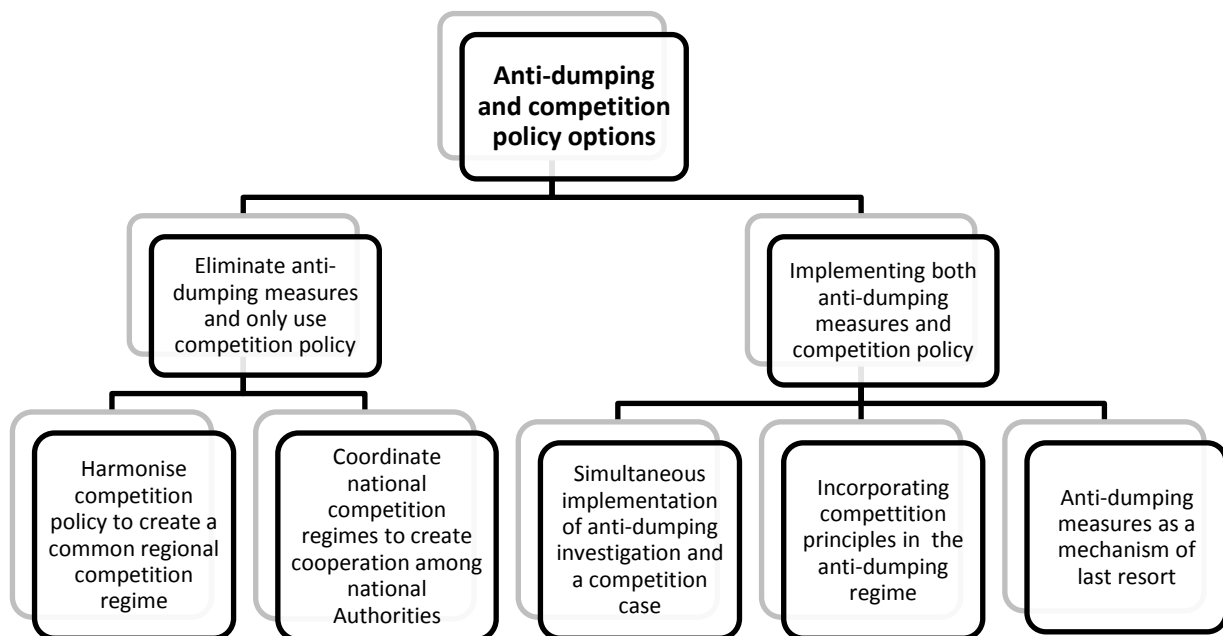 Anti-dumping
and competition
policy options
Eliminate anti-
dumping measures
and only use
competition policy
Implementing both
anti-dumping
measures and
competition policy
Harmonise
competition
policy to create a
common regional
competition
regime
Coordinate
national
competition
regimes to create
cooperation among
national
Authorities
Simultaneous
implementation
of anti-dumping
investigation and
a competition
case
Incorporating
compettition
principles in  the
anti-dumping
regime
Anti-dumping
measures as a
mechanism of
last resort